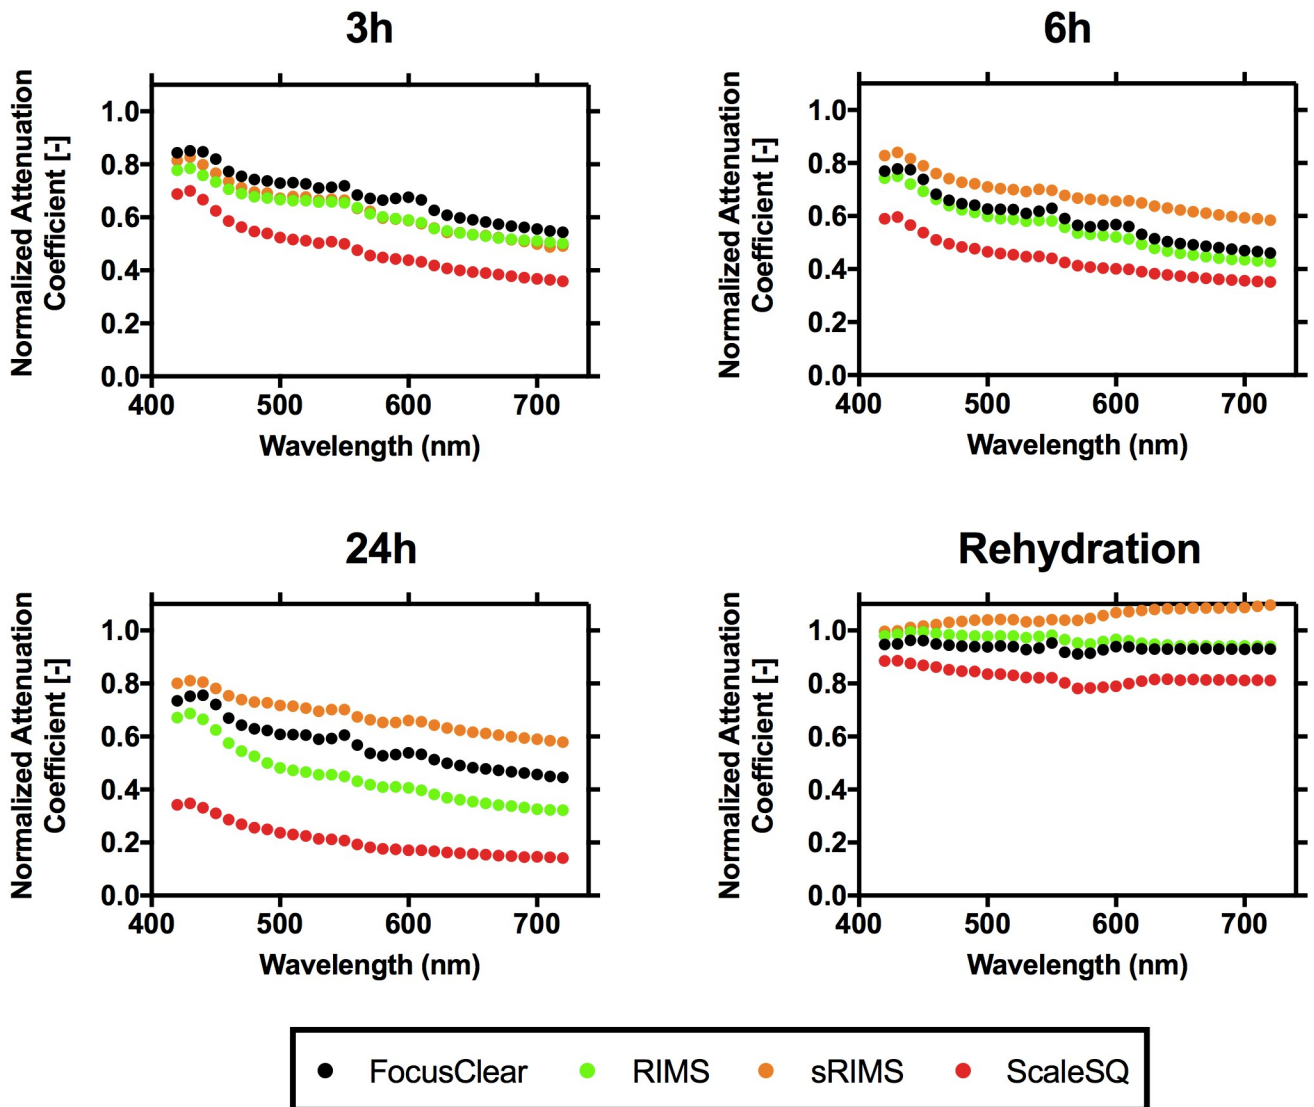 3h
Normalized Attenuation
Coefficient [-]
1.0
0.8
0.6
0.4
0.2
0.0
400 500 600 700
Wavelength (nm)
6h
Normalized Attenuation
Coefficient [-]
1.0
0.8
0.6
0.4
0.2
0.0
400 500 600 700
Wavelength (nm)
24h
Normalized Attenuation
Coefficient [-]
1.0
0.8
0.6
0.4
0.2
0.0
400 500 600 700
Wavelength (nm)
Rehydration
Normalized Attenuation
Coefficient [-]
1.0
0.8
0.6
0.4
0.2
0.0
400 500 600 700
Wavelength (nm)
FocusClear RIMS sRIMS ScaleSQ